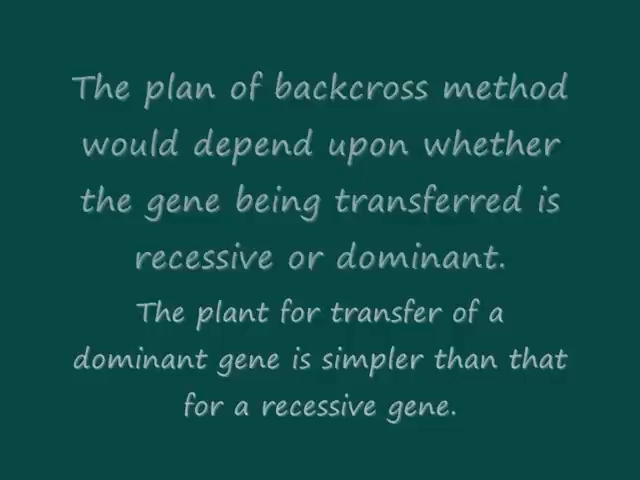 The plan of backcross method
would depend upon whether
the gene being transferred is
recessive or dominant.
The plant for transfer of a
dominant gene is simpler than that
for a recessive gene.